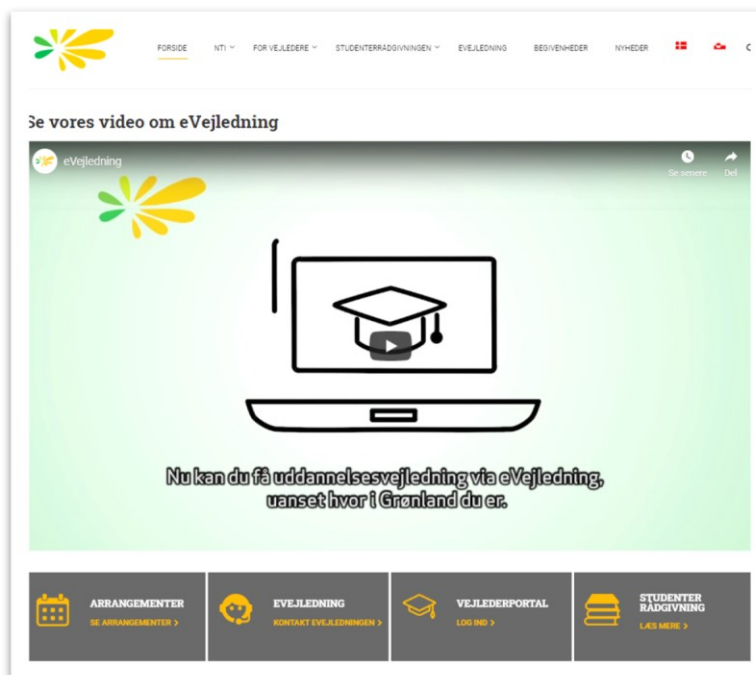 FORSIDE NTI FOR VEJLEDERE STUDENTERRÅDGIVNINGEN EVEJLEDNING BEGIVENHEDER NYHEDER
Se vores video om eVejledning
eVejledning
Se senere Del
Nu kan du få uddannelsesvejledning via eVejledning,
uanset hvor i Grønland du er.
ARRANGEMENTER
SE ARRANGEMENTER >
EVEJLEDNING
KONTAKT EVEJLEDNINGEN >
VEJLEDERPORTAL
LOG IND >
STUDENTER
RÅDGIVNING
LÆS MERE >